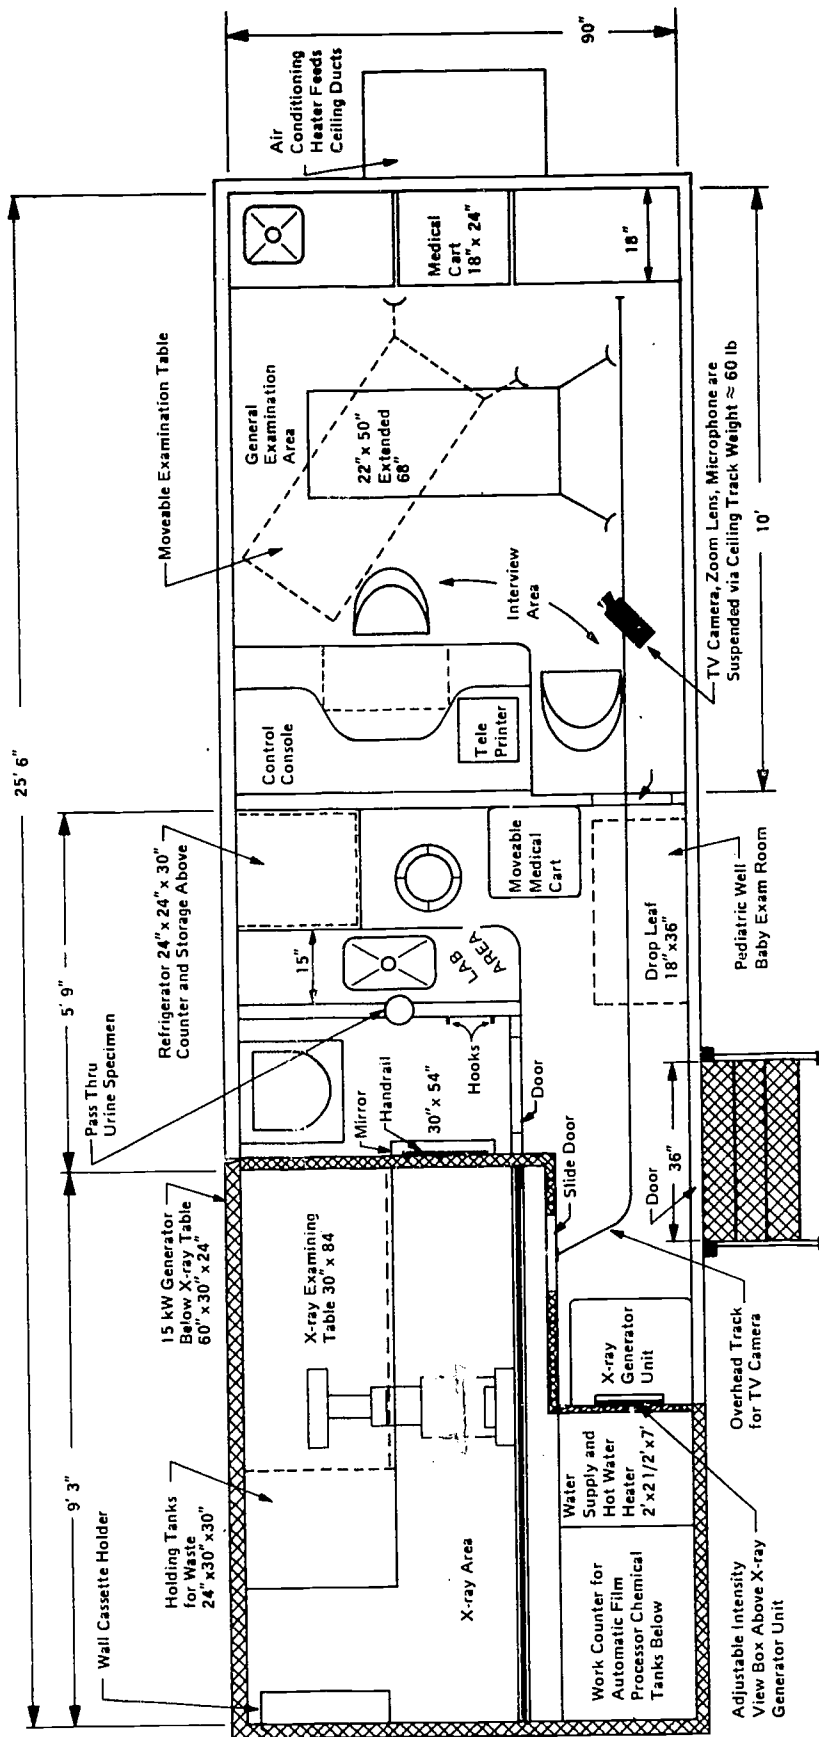 25' 6"
9' 3"
5' 9"
90"
Wall Cassette Holder
Holding Tanks
for Waste
24"x30"x30"
15 kW Generator
Below X-ray Table
60" x 30" x 24"
Pass Thru
Urine Specimen
Refrigerator 24" x 24" x 30"
Counter and Storage Above
Moveable Examination Table
Air
Conditioning
Heater Feeds
Ceiling Ducts
X-ray Examining
Table 30" x 84
Mirror
Handrail
30" x 54"
Hooks
15"
LAB
AREA
Control
Console
Tele
Printer
General
Examination
Area
22" x 50"
Extended
68"
Medical
Cart
18" x 24"
18"
Interview
Area
Moveable
Medical
Cart
X-ray Area
Door
Slide Door
Drop Leaf
18"x36"
Work Counter for
Automatic Film
Processor Chemical
Tanks Below
Water
Supply and
Hot Water
Heater
2'x2 1/2'x7'
X-ray
Generator
Unit
Door
36"
10'
Adjustable Intensity
View Box Above X-ray
Generator Unit
Overhead Track
for TV Camera
Pediatric Well
Baby Exam Room
TV Camera, Zoom Lens, Microphone are
Suspended via Ceiling Track Weight ≈ 60 lb